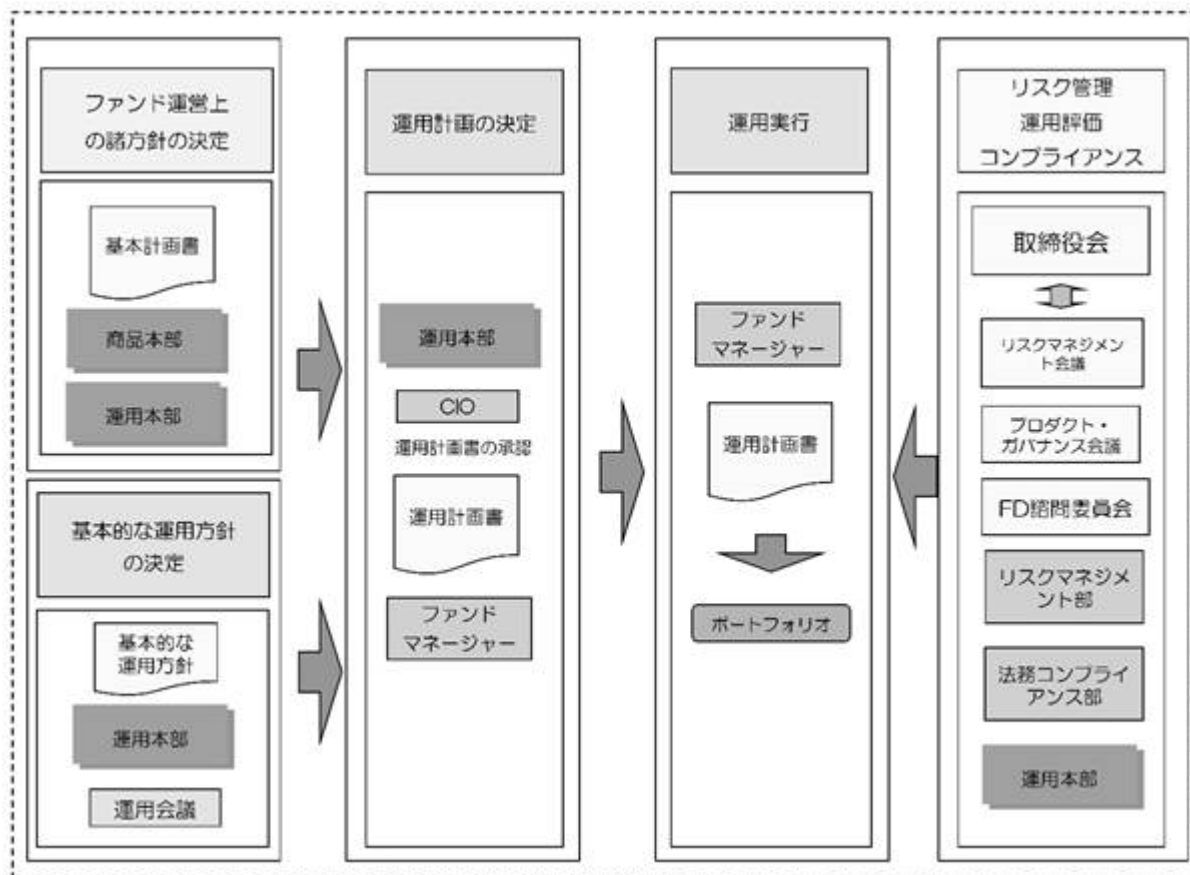 ファンド運営上
の諸方針の決定
基本計画書
商品本部
運用本部
基本的な運用方針
の決定
基本的な
運用方針
運用本部
運用会議
運用計画の決定
運用本部
CIO
運用計画書の承認
運用計画書
ファンド
マネージャー
運用実行
ファンド
マネージャー
運用計画書
ポートフォリオ
リスク管理
運用評価
コンプライアンス
取締役会
リスクマネジメン
ト会議
プロダクト・
ガバナンス会議
FD諮問委員会
リスクマネジメ
ント部
法務コンプライ
アンス部
運用本部